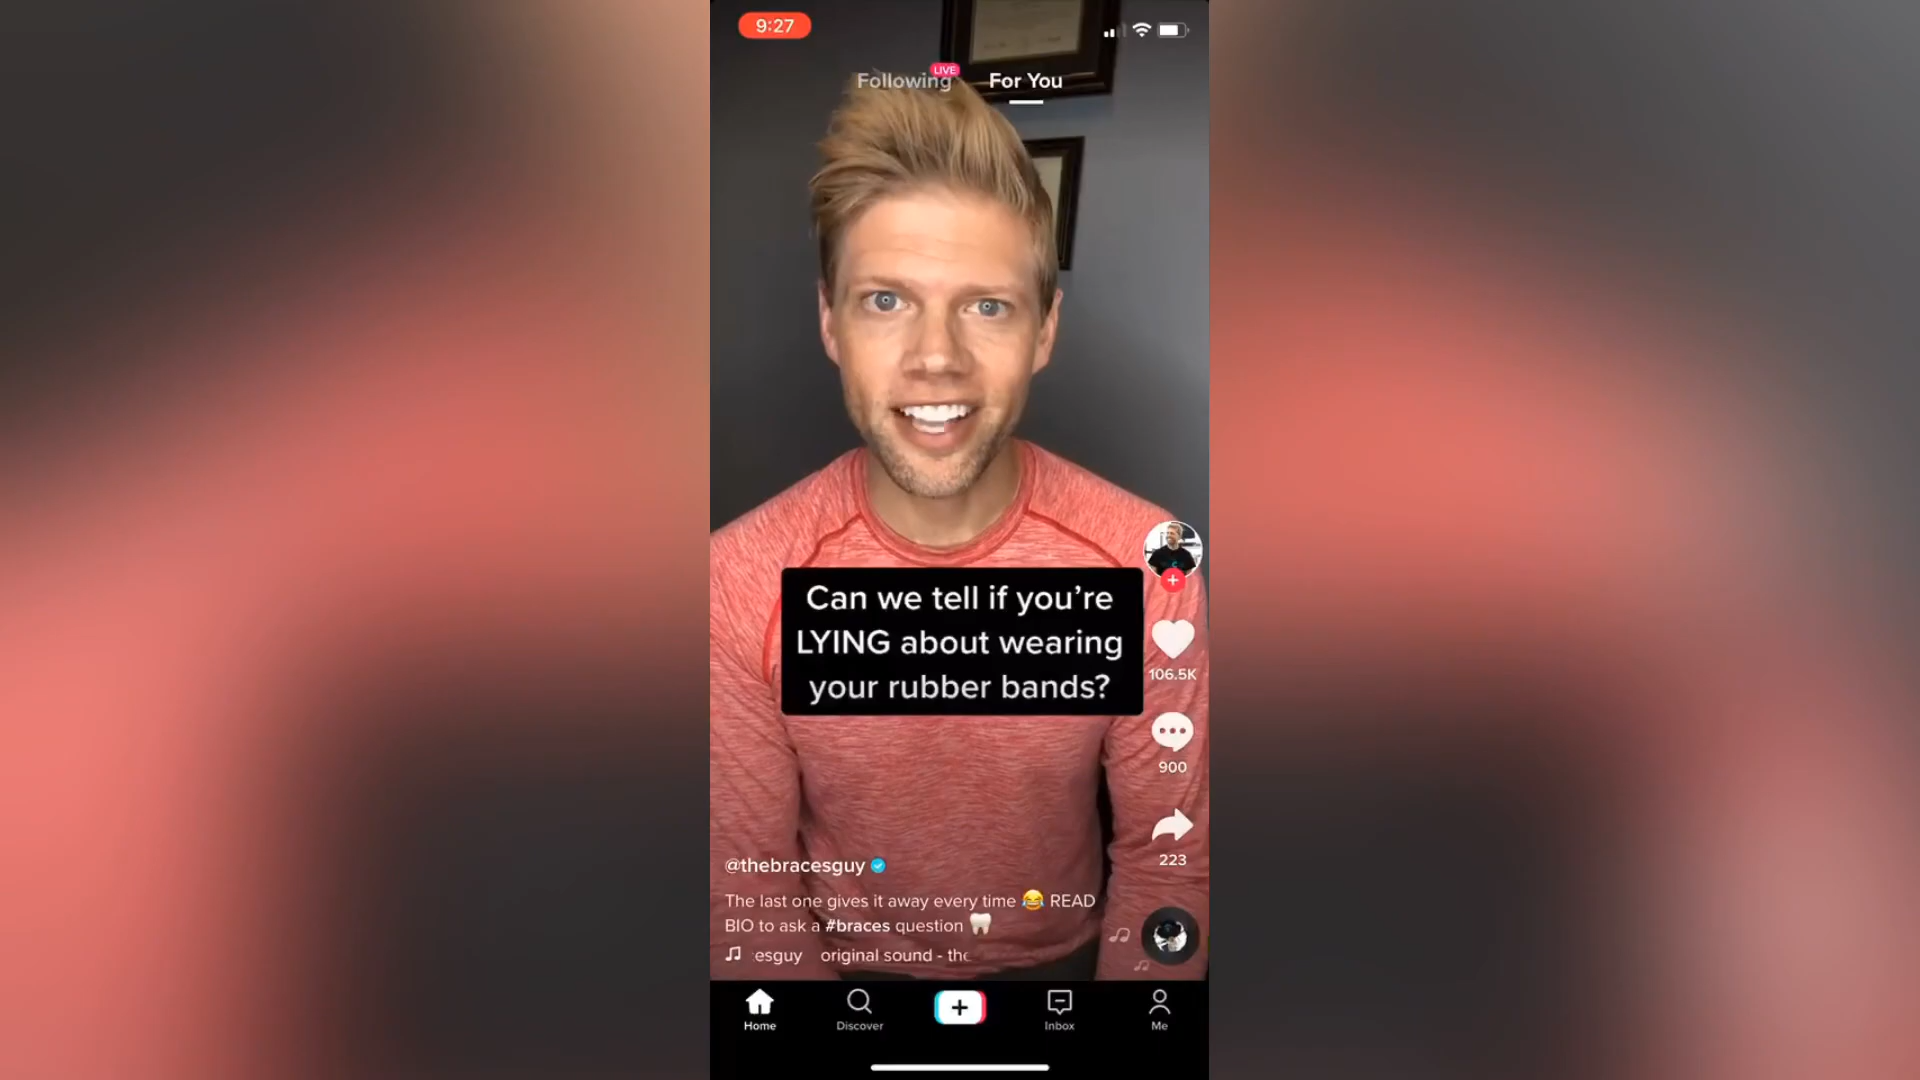 9:27
LIVE
Following For You
Can we tell if you’re
LYING about wearing
your rubber bands?
106.5K
900
223
@thebracesguy
The last one gives it away every time 😂 READ
BIO to ask a #braces question 🦷
esguy original sound - the
Home Discover Inbox Me